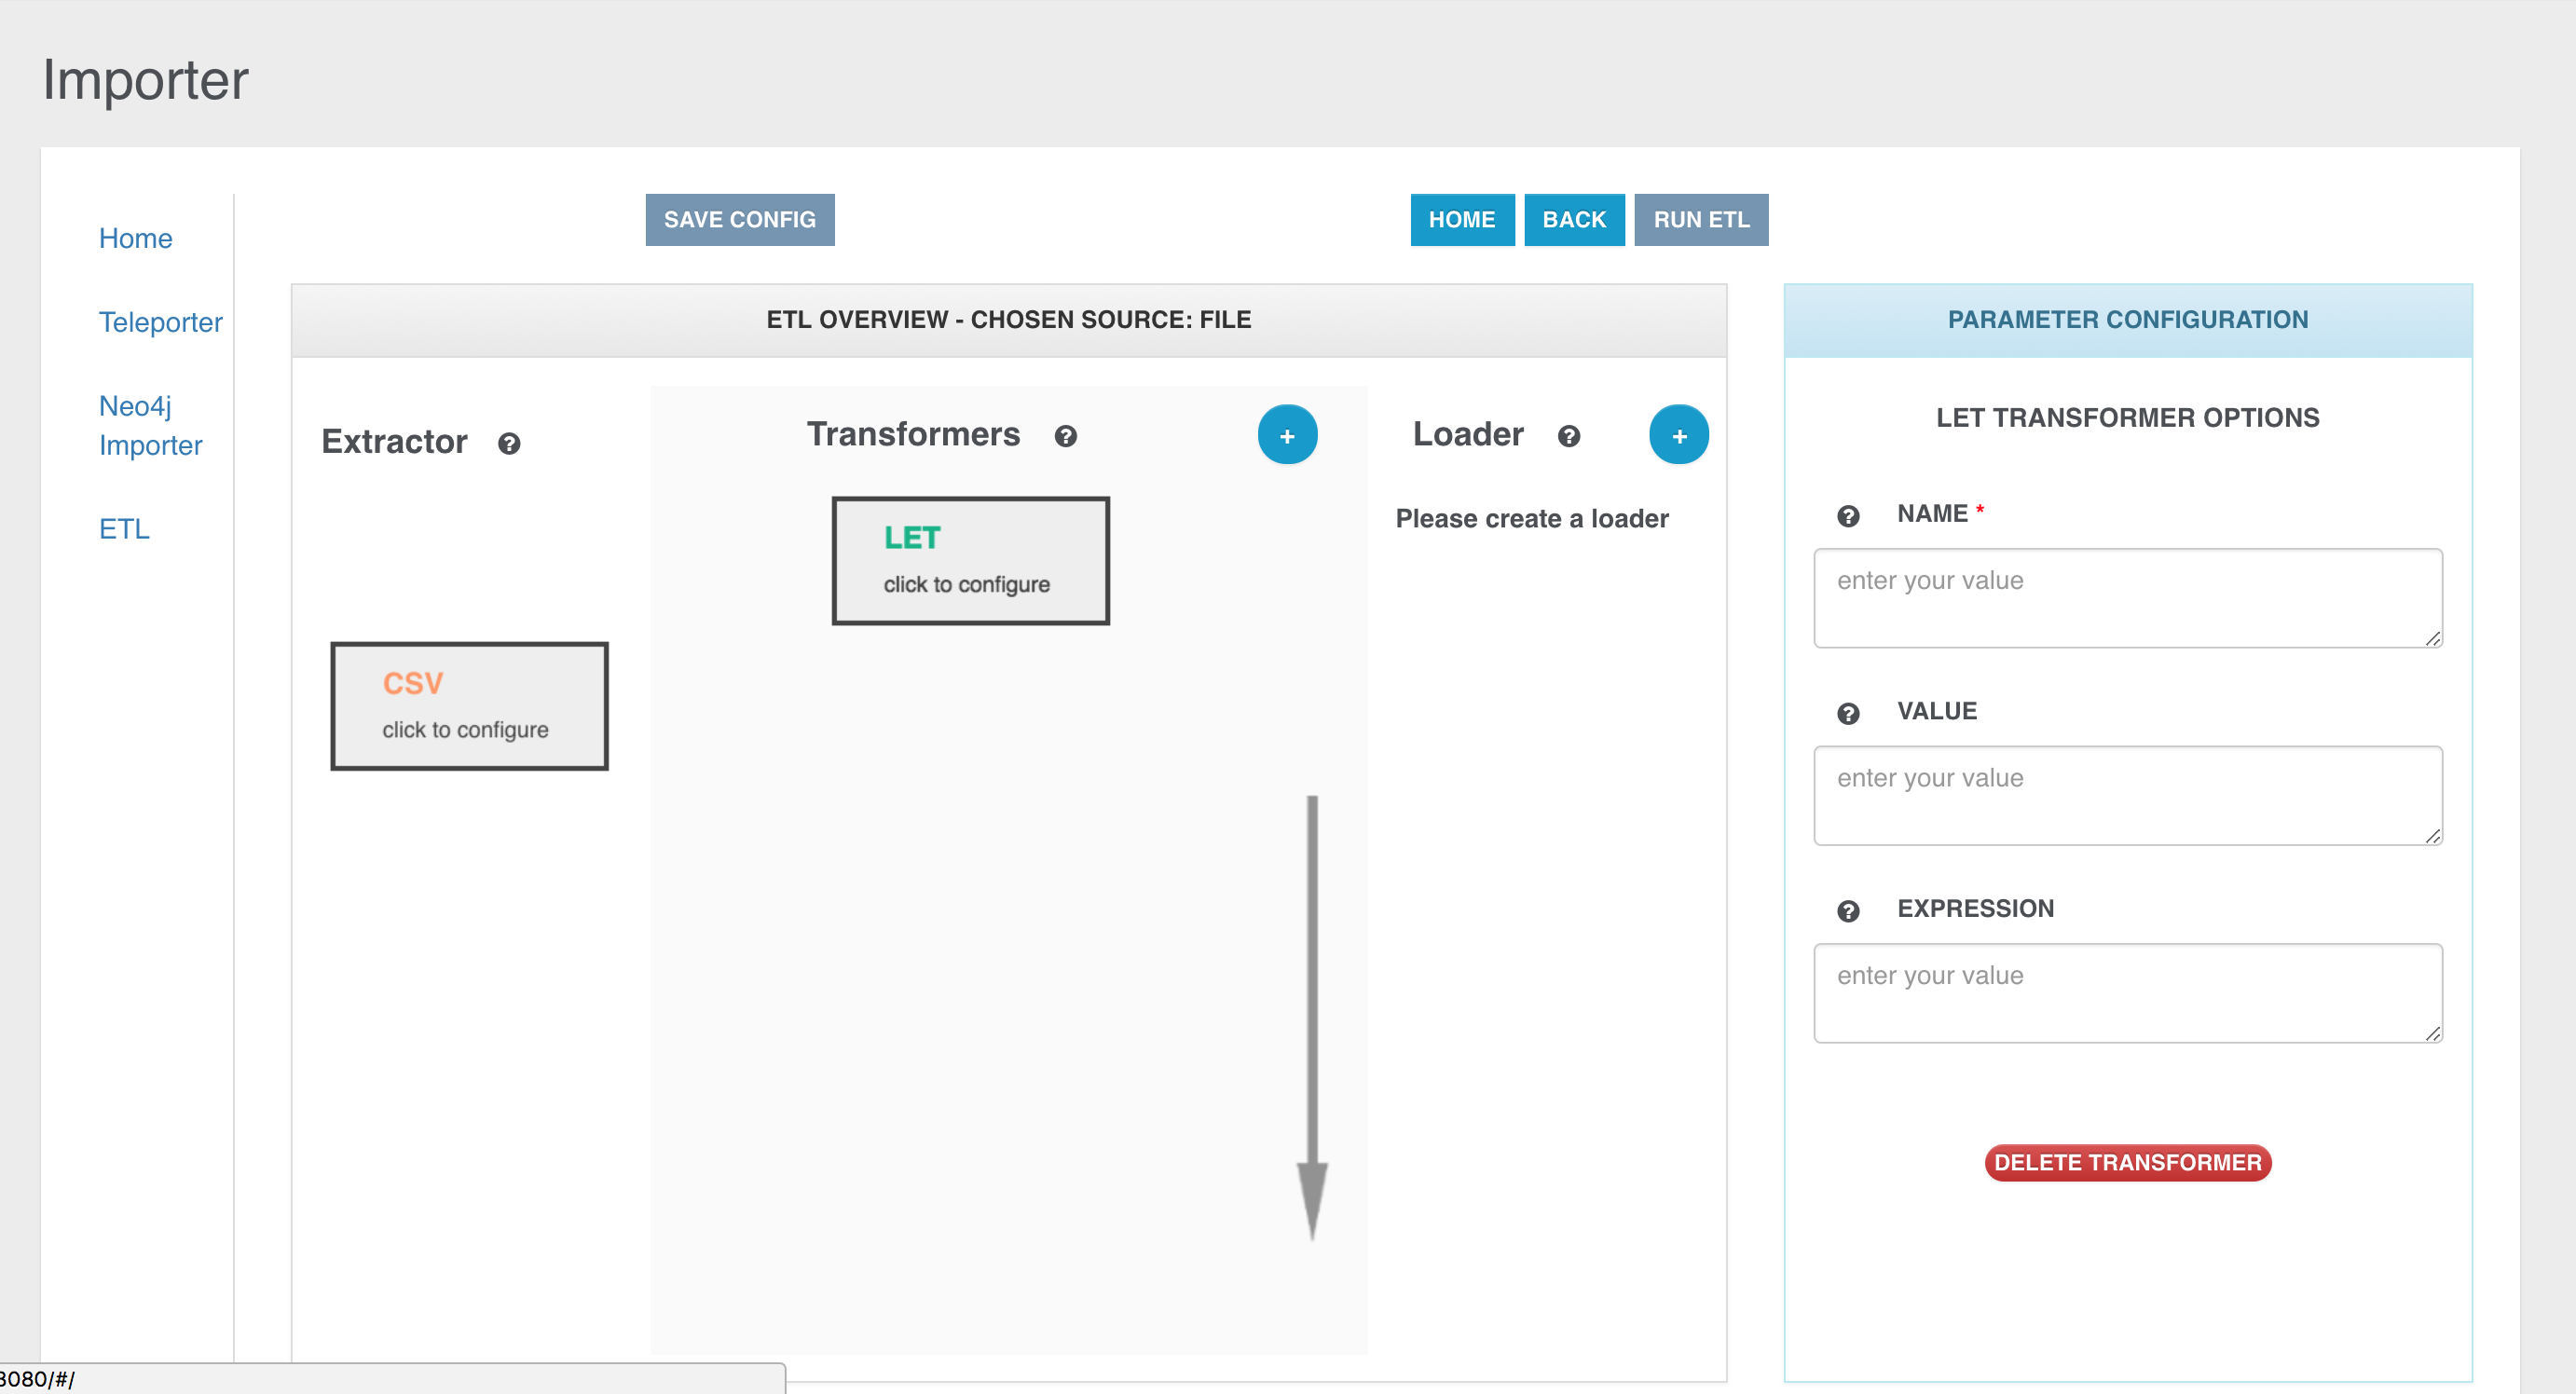 Importer
Home
Teleporter
Neo4j
Importer
ETL
SAVE CONFIG
HOME
BACK
RUN ETL
ETL OVERVIEW - CHOSEN SOURCE: FILE
Extractor
CSV
click to configure
Transformers
+
LET
click to configure
Loader
+
Please create a loader
PARAMETER CONFIGURATION
LET TRANSFORMER OPTIONS
NAME *
enter your value
VALUE
enter your value
EXPRESSION
enter your value
DELETE TRANSFORMER
8080/#/